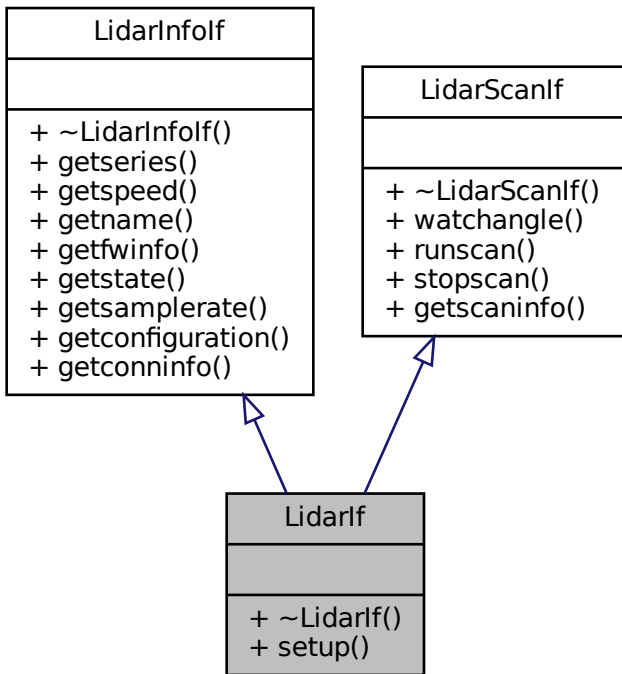 LidarInfoIf
+ ~LidarInfoIf()
+ getseries()
+ getspeed()
+ getname()
+ getfwinfo()
+ getstate()
+ getsamplerate()
+ getconfiguration()
+ getconninfo()
LidarScanIf
+ ~LidarScanIf()
+ watchangle()
+ runscan()
+ stopscan()
+ getscaninfo()
LidarIf
+ ~LidarIf()
+ setup()